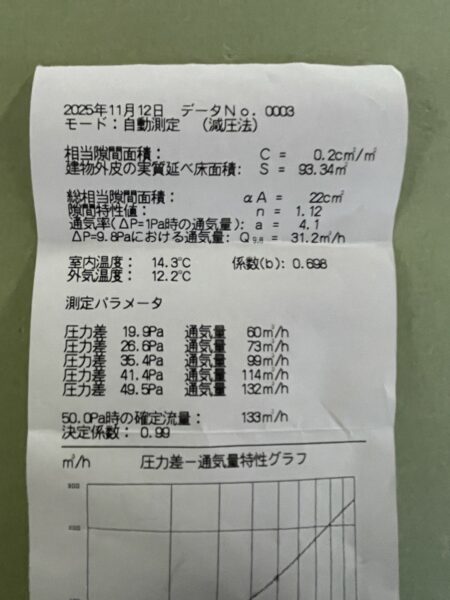 2025年11月12日 データNo. 0003
モード：自動測定 （減圧法）
相当隙間面積： C = 0.2cm²/m²
建物外皮の実質延べ床面積： S = 93.34m²
総相当隙間面積： αA = 22cm²
隙間特性値： n = 1.12
通気率(ΔP=1Pa時の通気量)： a = 4.1
ΔP=9.8Paにおける通気量： Q9.8 = 31.2m³/h
室内温度： 14.3℃ 係数(b)： 0.698
外気温度： 12.2℃
測定パラメータ
圧力差 19.9Pa 通気量 60m³/h
圧力差 26.6Pa 通気量 73m³/h
圧力差 35.4Pa 通気量 99m³/h
圧力差 41.4Pa 通気量 114m³/h
圧力差 49.5Pa 通気量 132m³/h
50.0Pa時の確定流量： 133m³/h
決定係数： 0.99
m³/h 圧力差ー通気量特性グラフ